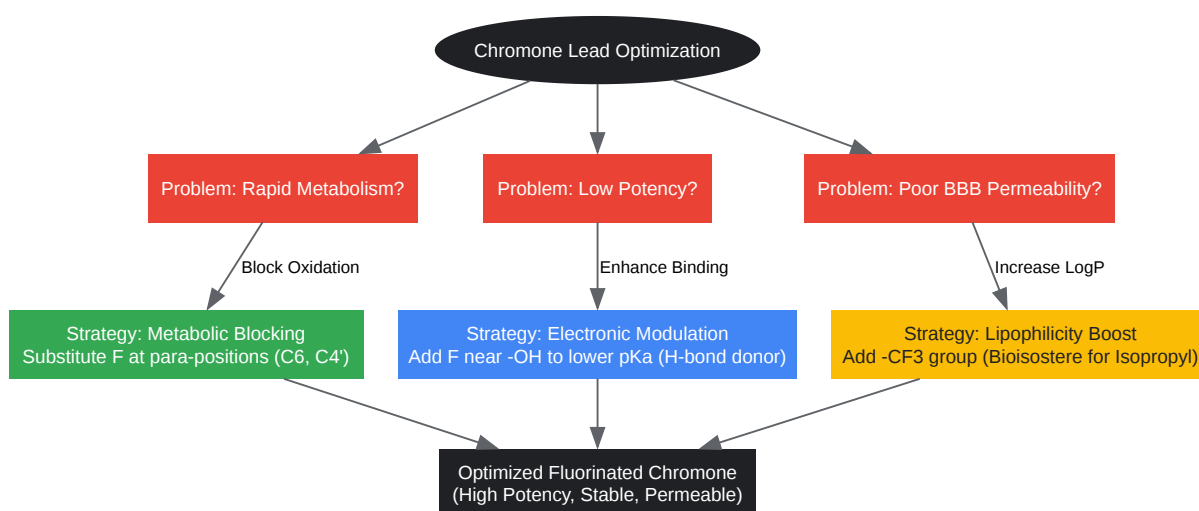 Chromone Lead Optimization
Problem: Rapid Metabolism?
Problem: Low Potency?
Problem: Poor BBB Permeability?
Block Oxidation
Enhance Binding
Increase LogP
Strategy: Metabolic Blocking
Substitute F at para-positions (C6, C4')
Strategy: Electronic Modulation
Add F near -OH to lower pKa (H-bond donor)
Strategy: Lipophilicity Boost
Add -CF3 group (Bioisostere for Isopropyl)
Optimized Fluorinated Chromone
(High Potency, Stable, Permeable)